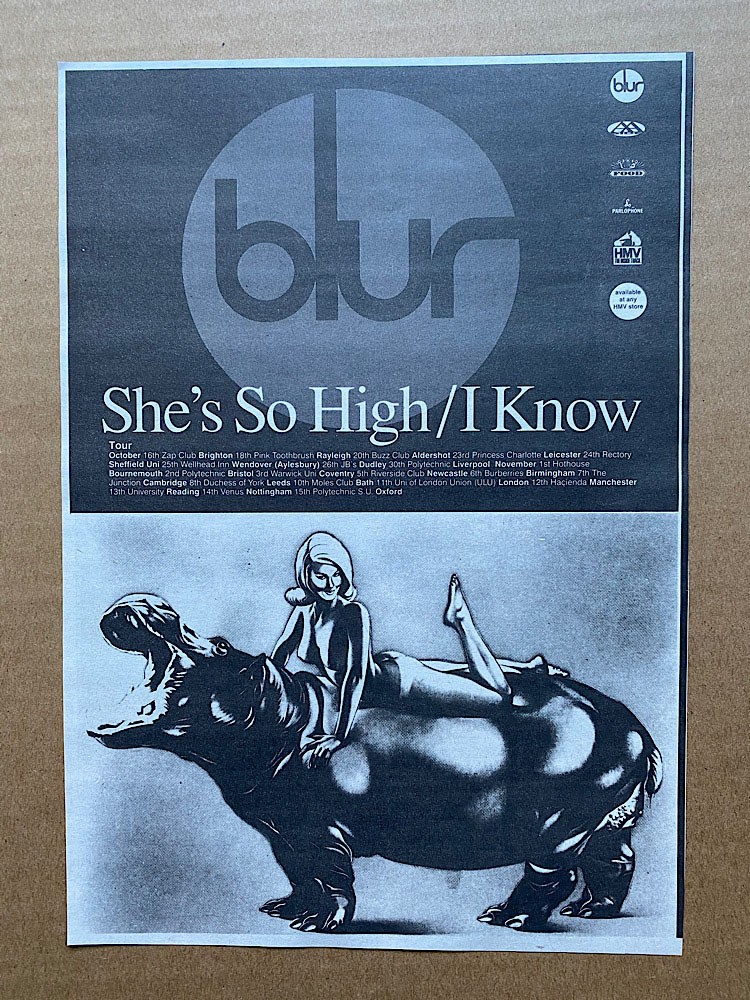 blur
FOOD
PARLOPHONE
HMV
THE INSIDE TRACK
available
at any
HMV store
blur
She's So High/I Know
Tour
October 16th Zap Club Brighton 18th Pink Toothbrush Rayleigh 20th Buzz Club Aldershot 23rd Princess Charlotte Leicester 24th Rectory
Sheffield Uni 25th Wellhead Inn Wendover (Aylesbury) 26th JB's Dudley 30th Polytechnic Liverpool November 1st Hothouse
Bournemouth 2nd Polytechnic Bristol 3rd Warwick Uni Coventry 5th Riverside Club Newcastle 6th Burberries Birmingham 7th The
Junction Cambridge 8th Duchess of York Leeds 10th Moles Club Bath 11th Uni of London Union (ULU) London 12th Haçienda Manchester
13th University Reading 14th Venus Nottingham 15th Polytechnic S.U. Oxford